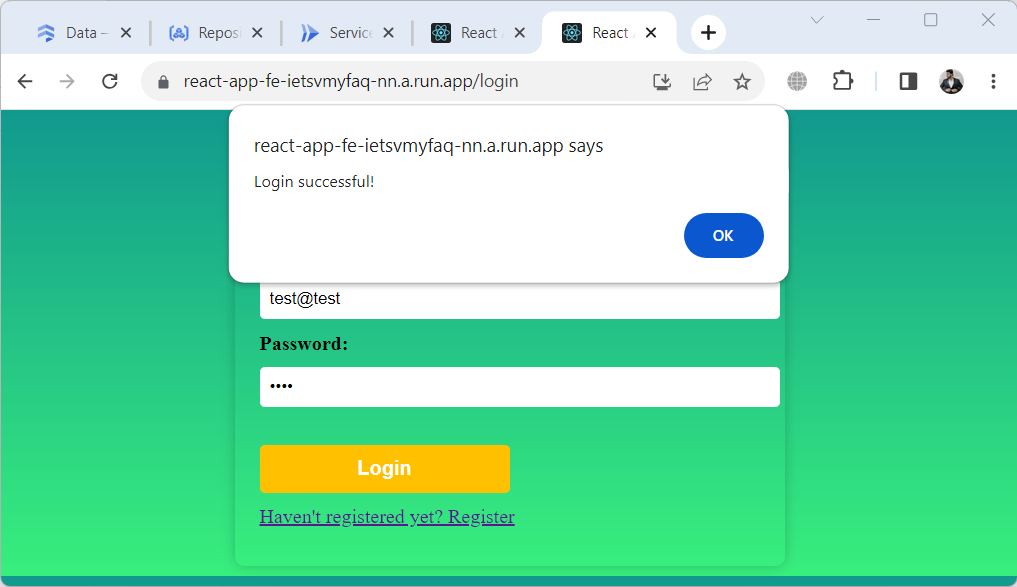 Data –
Reposi
Service
React
React
react-app-fe-ietsvmyfaq-nn.a.run.app/login
react-app-fe-ietsvmyfaq-nn.a.run.app says
Login successful!
OK
test@test
Password:
••••
Login
Haven't registered yet? Register